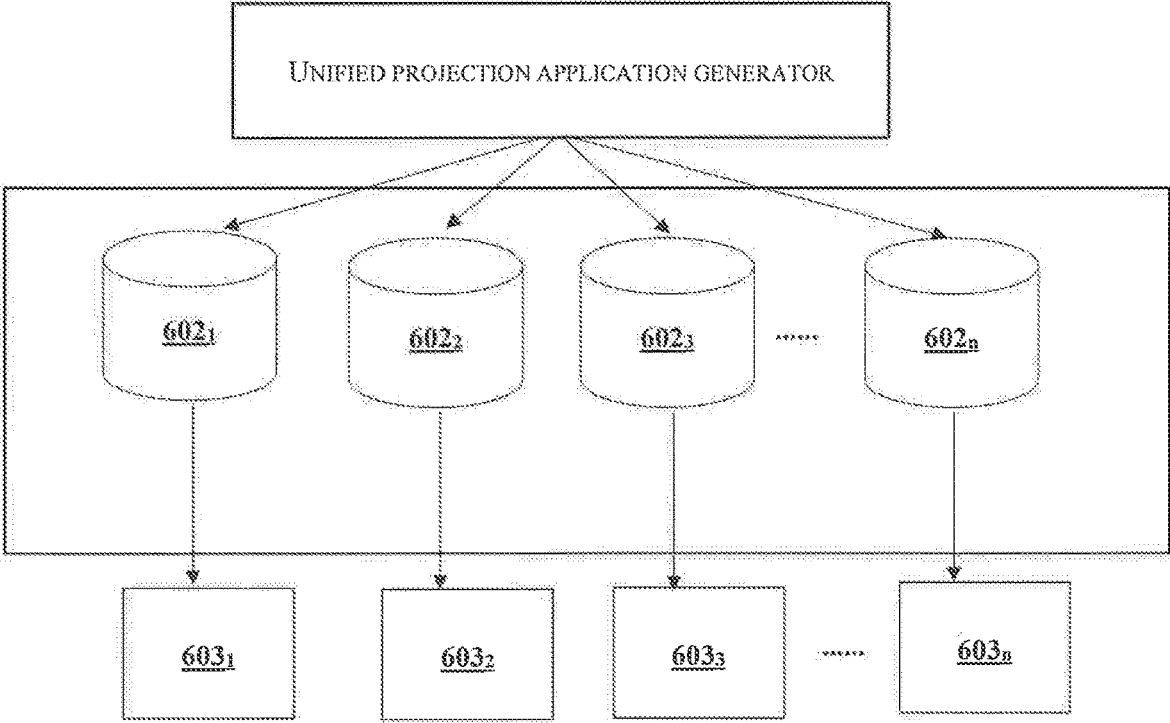 UNIFIED PROJECTION APPLICATION GENERATOR
602₁ 602₂ 602₃ ...... 602ₙ
603₁ 603₂ 603₃ ...... 603ₙ